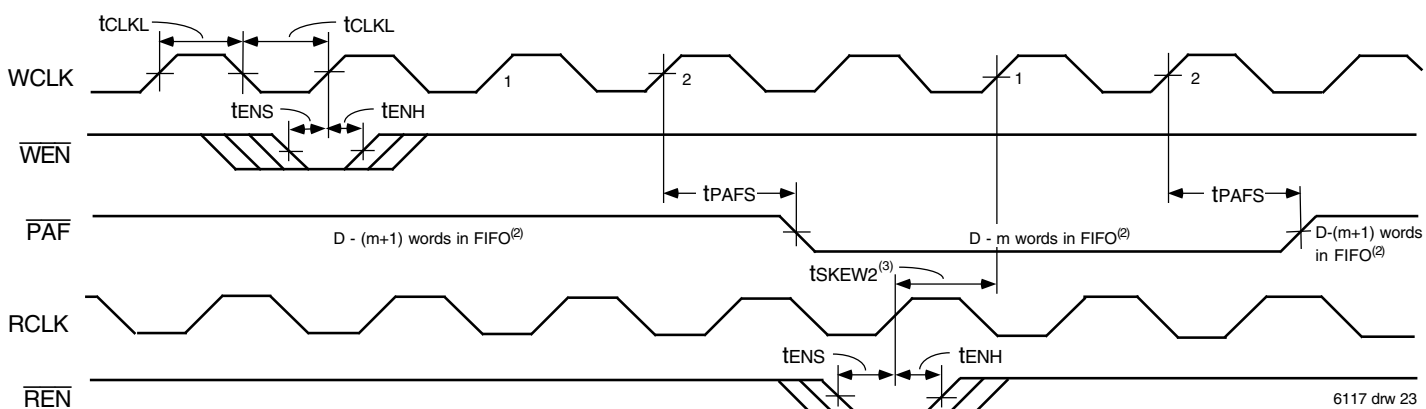 tCLKL tCLKL
WCLK 1 2 1 2
tENS tENH
WEN
tPAFS tPAFS
PAF
D - (m+1) words in FIFO(2) D - m words in FIFO(2) D-(m+1) words
in FIFO(2)
tSKEW2(3)
RCLK
tENS tENH
REN
6117 drw 23